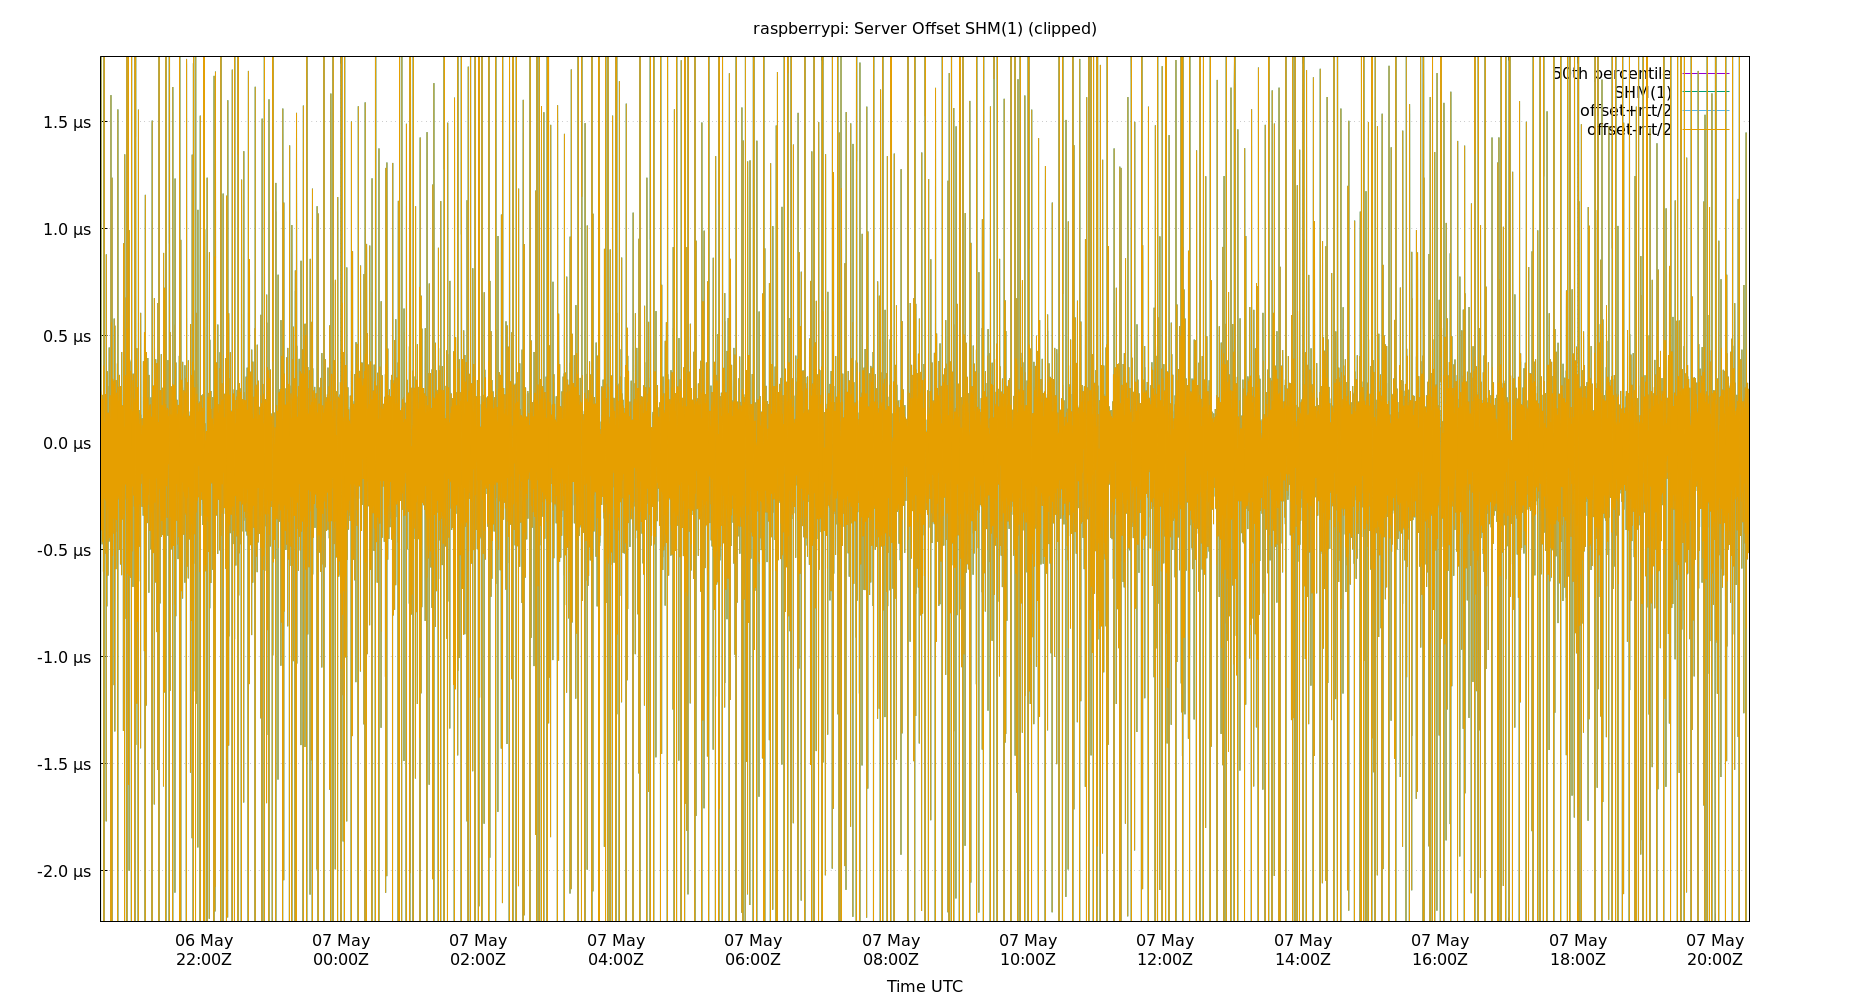 raspberrypi: Server Offset SHM(1) (clipped)
50th percentile
SHM(1)
offset+rtt/2
offset-rtt/2
1.5 µs
1.0 µs
0.5 µs
0.0 µs
-0.5 µs
-1.0 µs
-1.5 µs
-2.0 µs
06 May 07 May 07 May 07 May 07 May 07 May 07 May 07 May 07 May 07 May 07 May 07 May
22:00Z 00:00Z 02:00Z 04:00Z 06:00Z 08:00Z 10:00Z 12:00Z 14:00Z 16:00Z 18:00Z 20:00Z
Time UTC